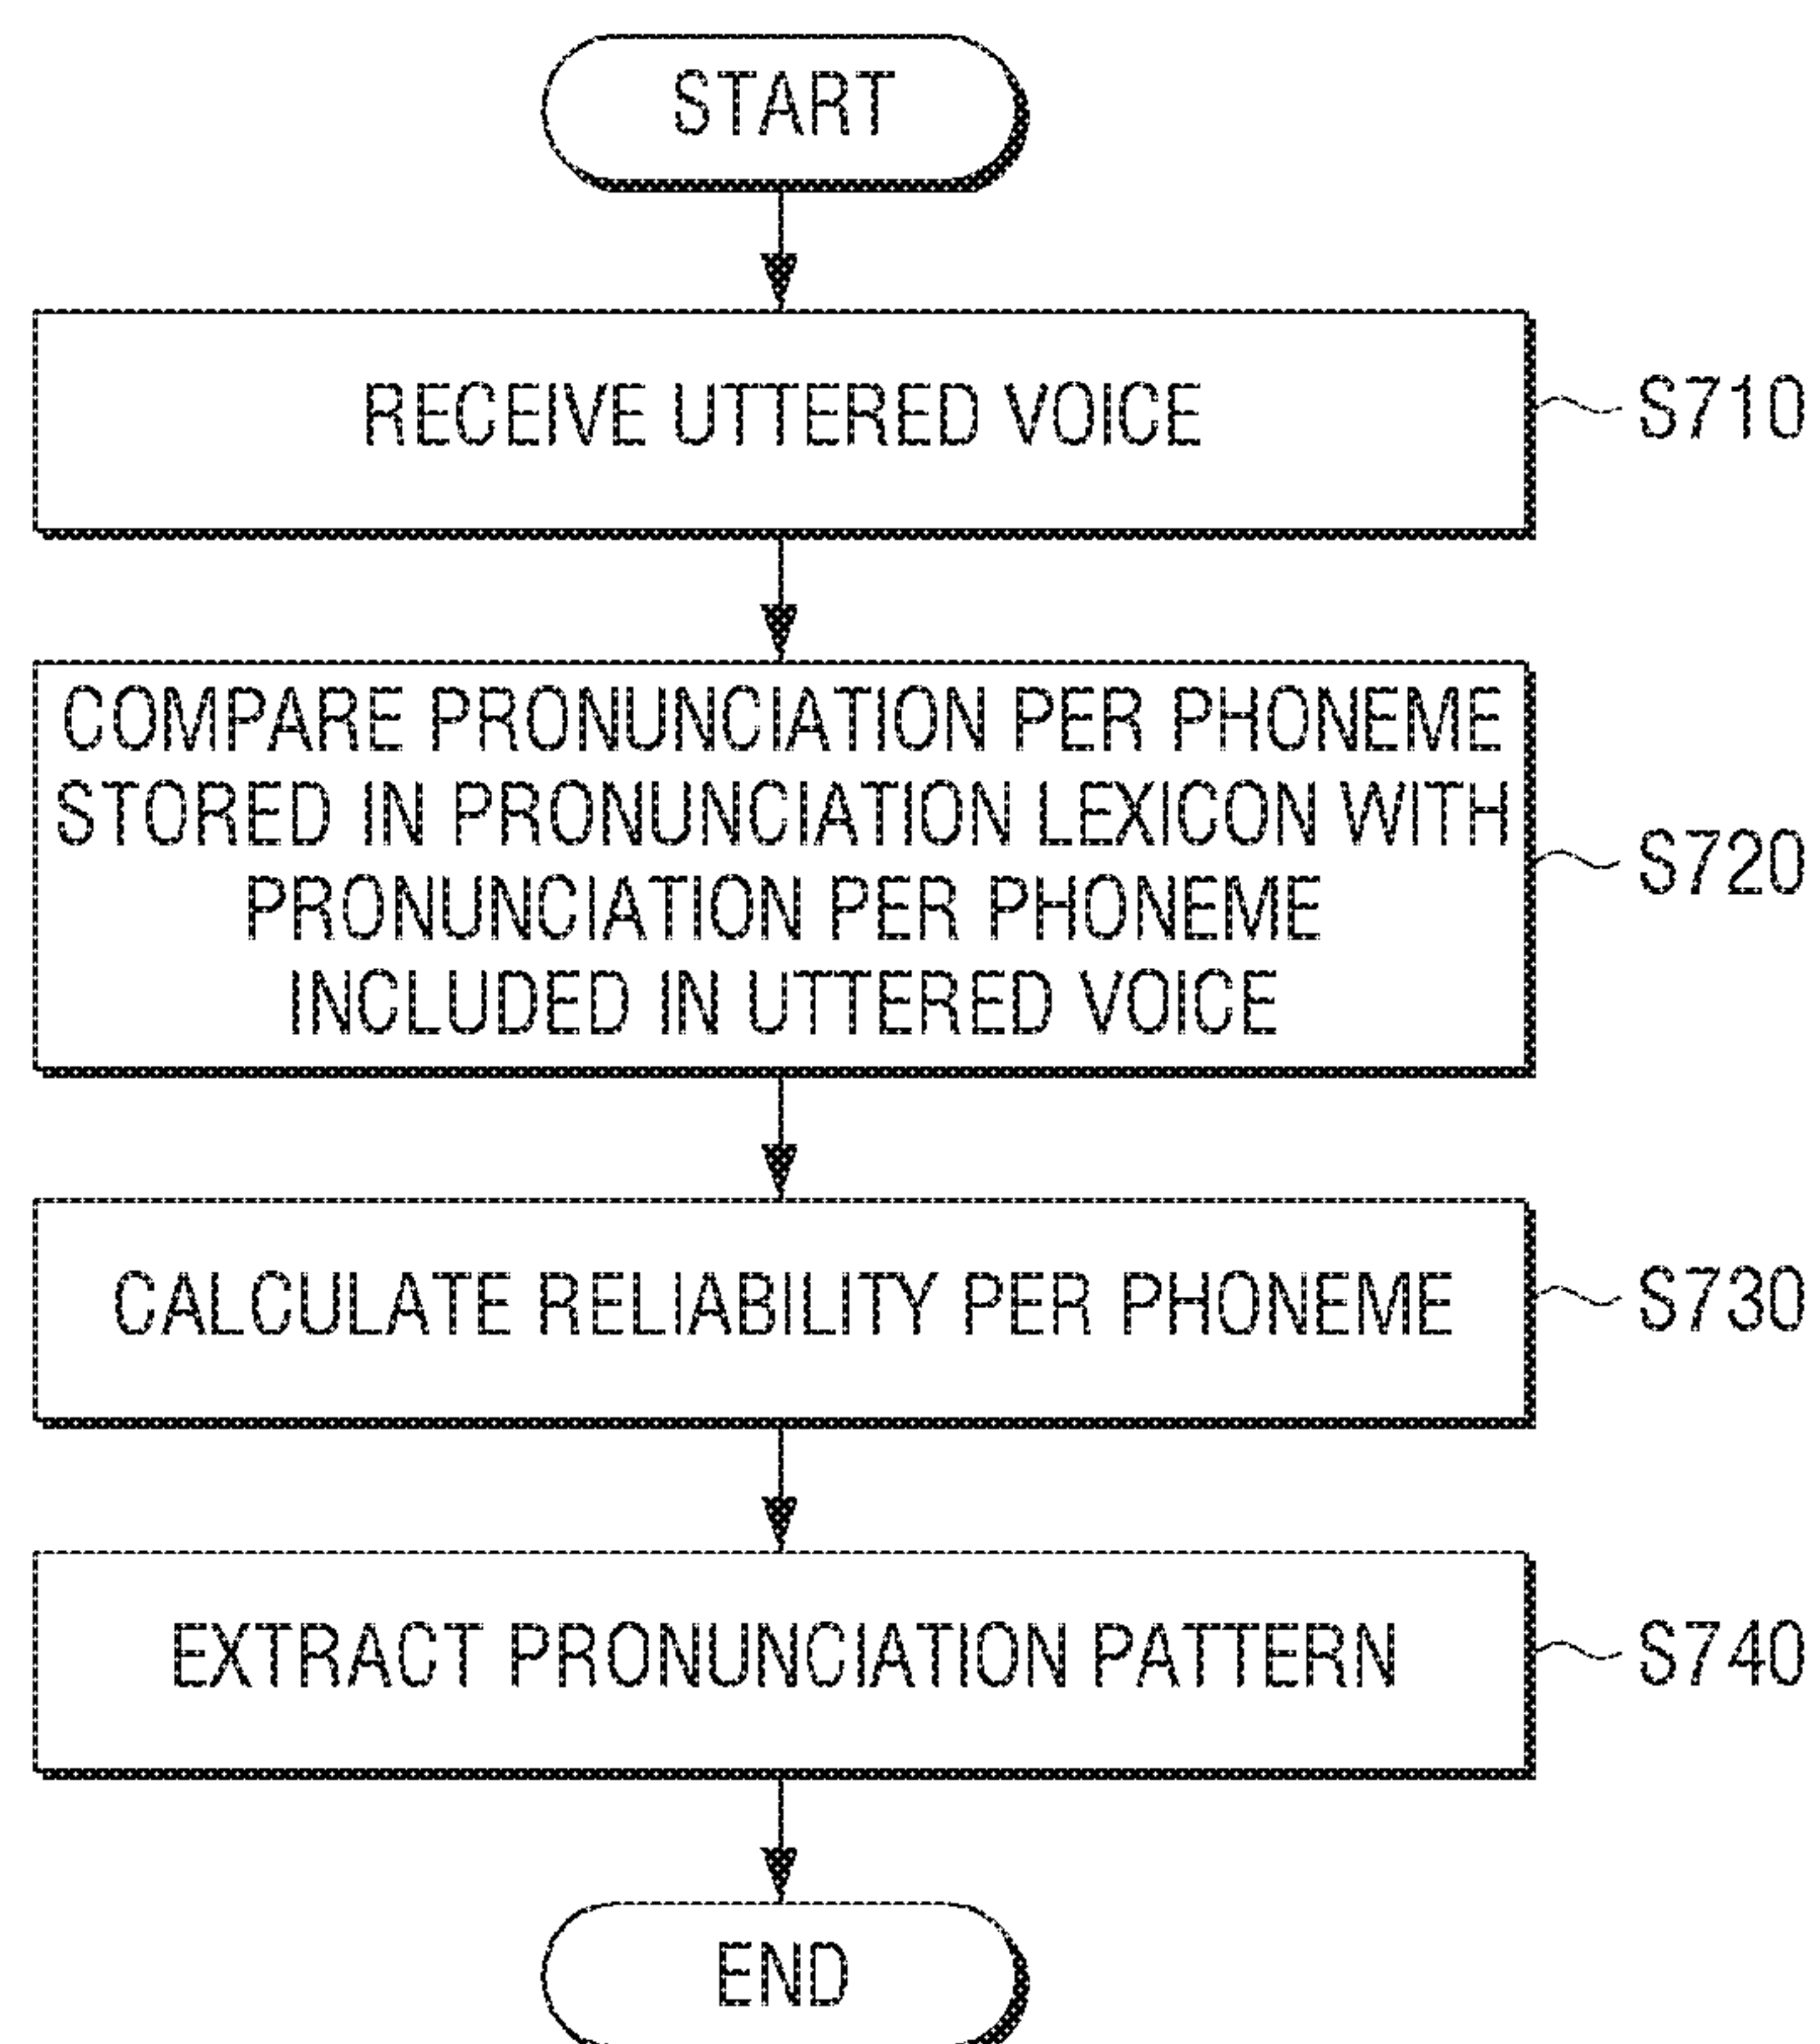 START
RECEIVE UTTERED VOICE
S710
COMPARE PRONUNCIATION PER PHONEME
STORED IN PRONUNCIATION LEXICON WITH
PRONUNCIATION PER PHONEME
INCLUDED IN UTTERED VOICE
S720
CALCULATE RELIABILITY PER PHONEME
S730
EXTRACT PRONUNCIATION PATTERN
S740
END